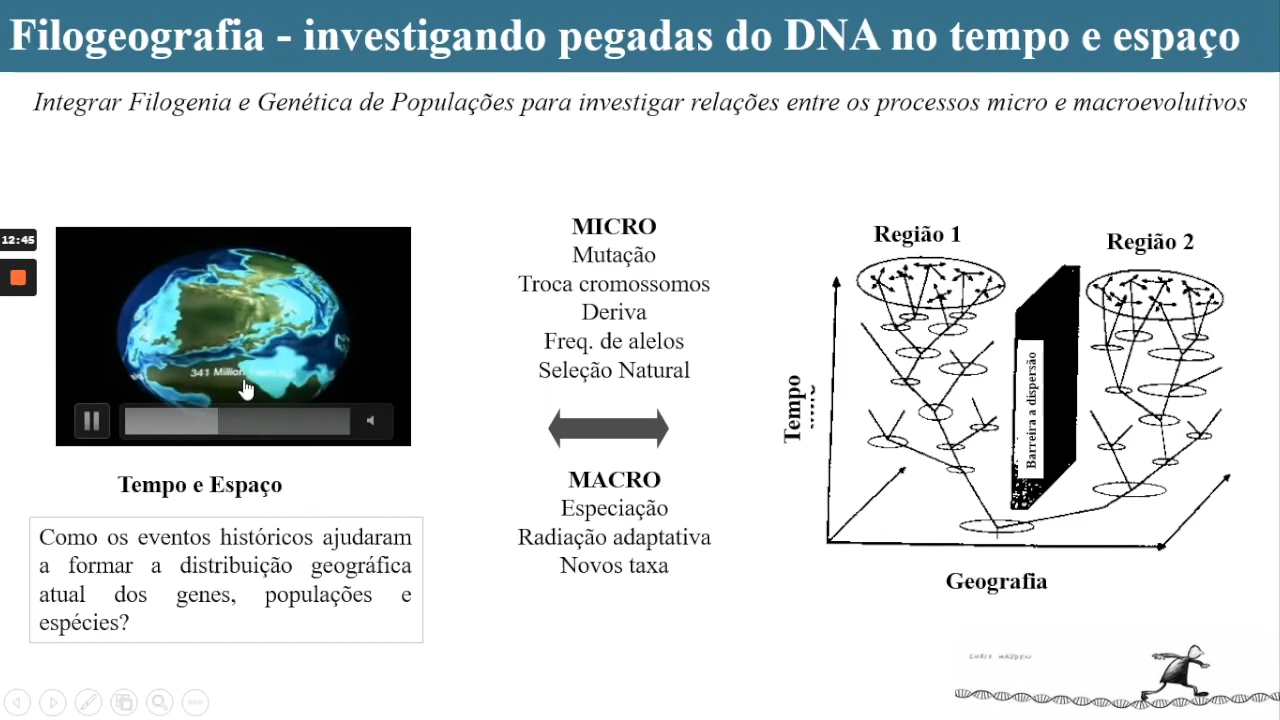 Filogeografia - investigando pegadas do DNA no tempo e espaço
Integrar Filogenia e Genética de Populações para investigar relações entre os processos micro e macroevolutivos
12:45
341 Million
Tempo e Espaço
Como os eventos históricos ajudaram
a formar a distribuição geográfica
atual dos genes, populações e
espécies?
MICRO
Mutação
Troca cromossomos
Deriva
Freq. de alelos
Seleção Natural
MACRO
Especiação
Radiação adaptativa
Novos taxa
Região 1
Região 2
Tempo
Barreira a dispersão
Geografia
CHRIS MADDEN